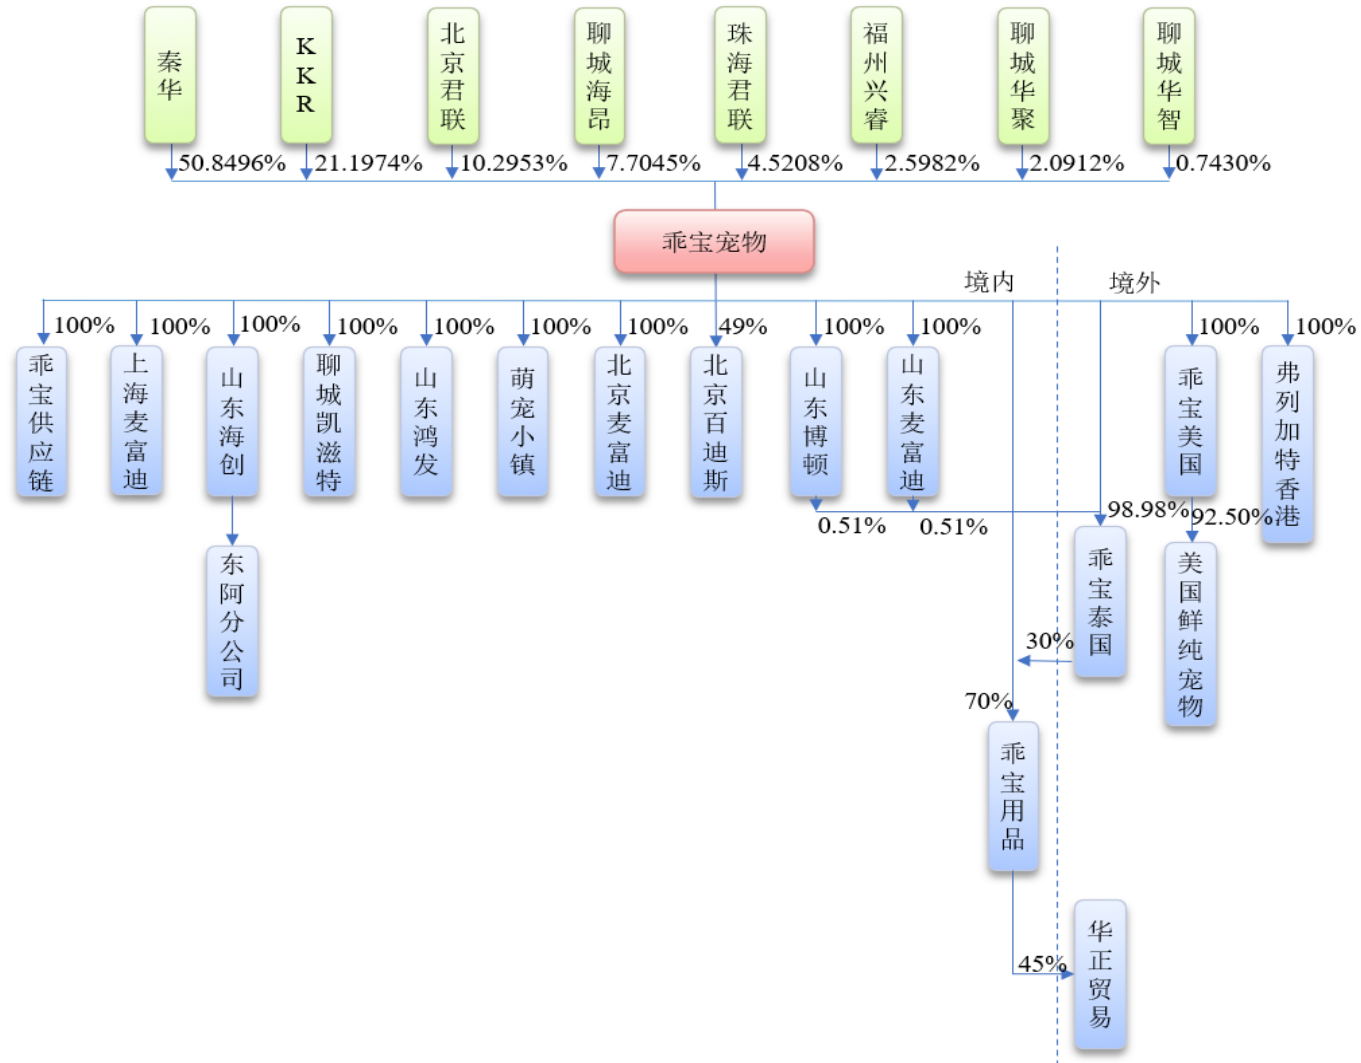 秦华
KKR
北京君联
聊城海昂
珠海君联
福州兴睿
聊城华聚
聊城华智
50.8496%
21.1974%
10.2953%
7.7045%
4.5208%
2.5982%
2.0912%
0.7430%
乖宝宠物
境内
境外
100%
100%
100%
100%
100%
100%
100%
49%
100%
100%
100%
100%
乖宝供应链
上海麦富迪
山东海创
聊城凯滋特
山东鸿发
萌宠小镇
北京麦富迪
北京百迪斯
山东博顿
山东麦富迪
乖宝美国
弗列加特香港
0.51%
0.51%
98.98%
92.50%
东阿分公司
乖宝泰国
美国鲜纯宠物
30%
70%
乖宝用品
45%
华正贸易